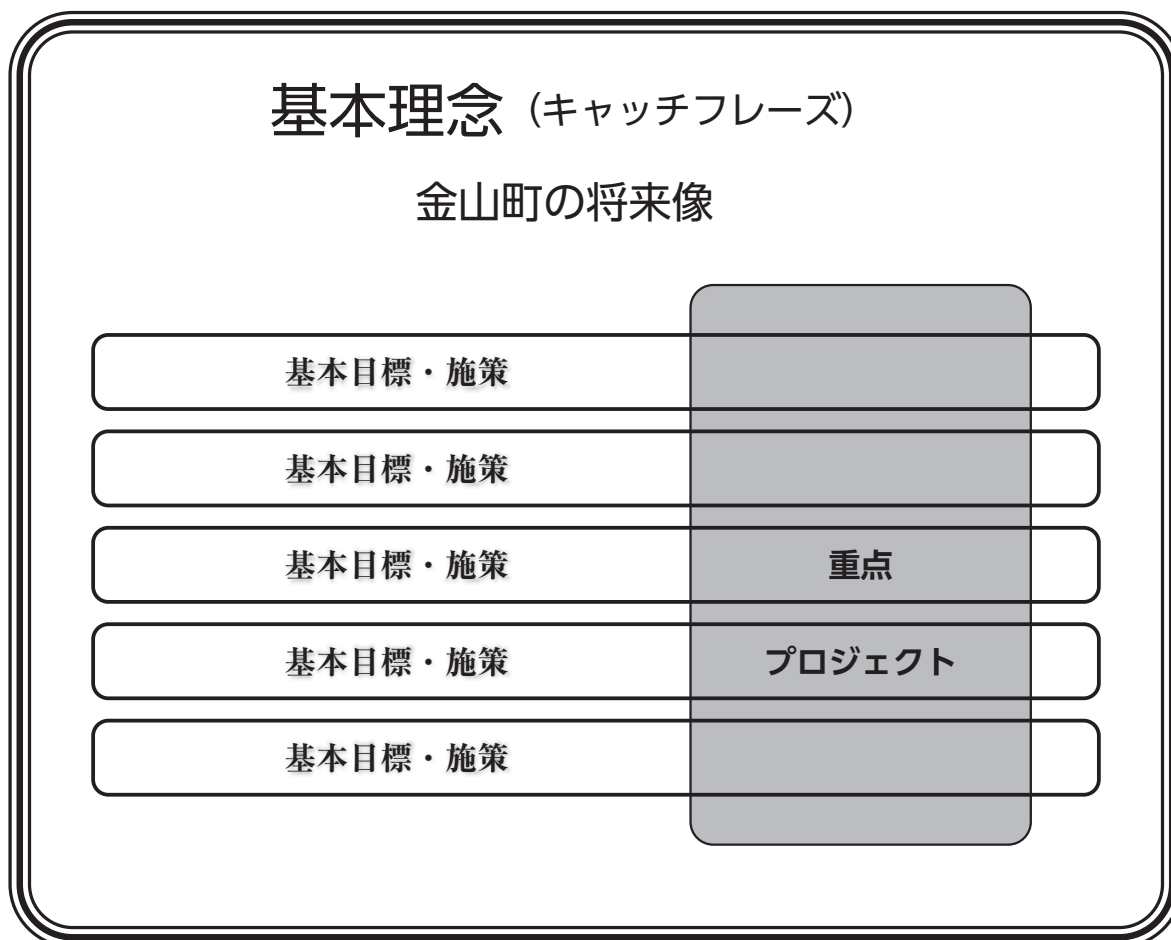 基本理念（キャッチフレーズ）
金山町の将来像
基本目標・施策
基本目標・施策
基本目標・施策
重点
基本目標・施策
プロジェクト
基本目標・施策